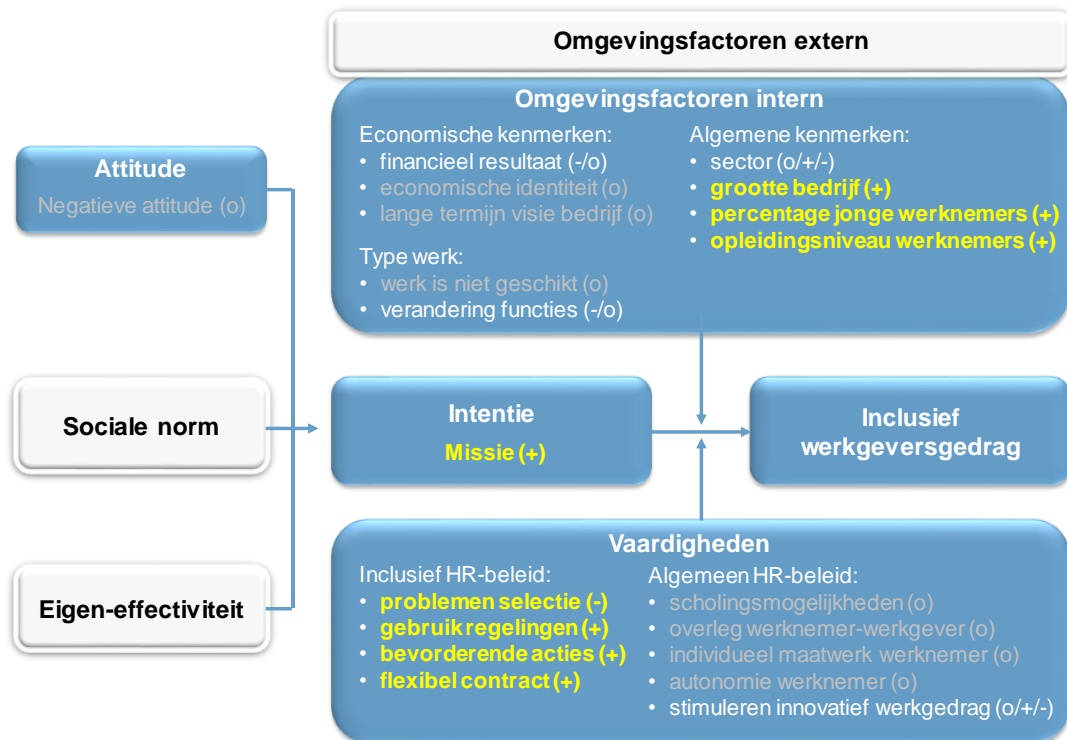 Omgevingsfactoren extern
Omgevingsfactoren intern
Economische kenmerken:
• financieel resultaat (-/o)
• economische identiteit (o)
• lange termijn visie bedrijf (o)
Type werk:
• werk is niet geschikt (o)
• verandering functies (-/o)
Algemene kenmerken:
• sector (o/+/-)
• grootte bedrijf (+)
• percentage jonge werknemers (+)
• opleidingsniveau werknemers (+)
Attitude
Negatieve attitude (o)
Sociale norm
Eigen-effectiviteit
Intentie
Missie (+)
Inclusief
werkgeversgedrag
Vaardigheden
Inclusief HR-beleid:
• problemen selectie (-)
• gebruik regelingen (+)
• bevorderende acties (+)
• flexibel contract (+)
Algemeen HR-beleid:
• scholingsmogelijkheden (o)
• overleg werknemer-werkgever (o)
• individueel maatwerk werknemer (o)
• autonomie werknemer (o)
• stimuleren innovatief werkgedrag (o/+/-)